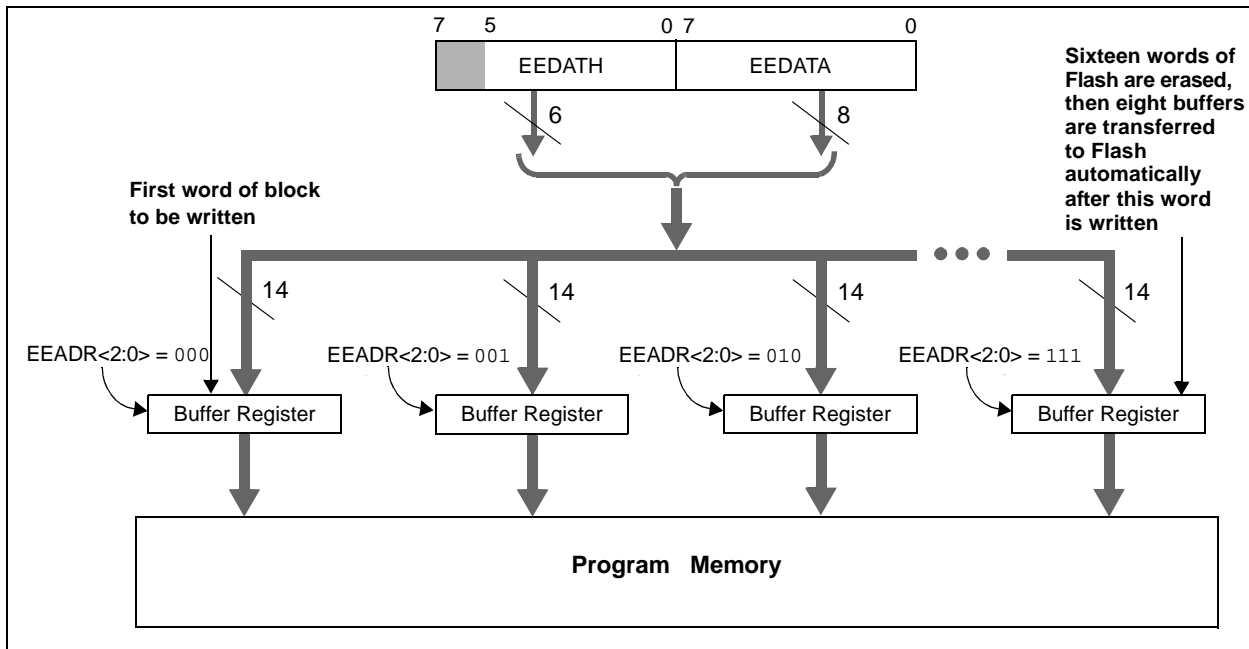 7 5 0 7 0
EEDATH EEDATA
6 8
Sixteen words of
Flash are erased,
then eight buffers
are transferred
to Flash
automatically
after this word
is written
First word of block
to be written
14 14 14 14
EEADR<2:0> = 000 EEADR<2:0> = 001 EEADR<2:0> = 010 EEADR<2:0> = 111
Buffer Register Buffer Register Buffer Register Buffer Register
Program Memory